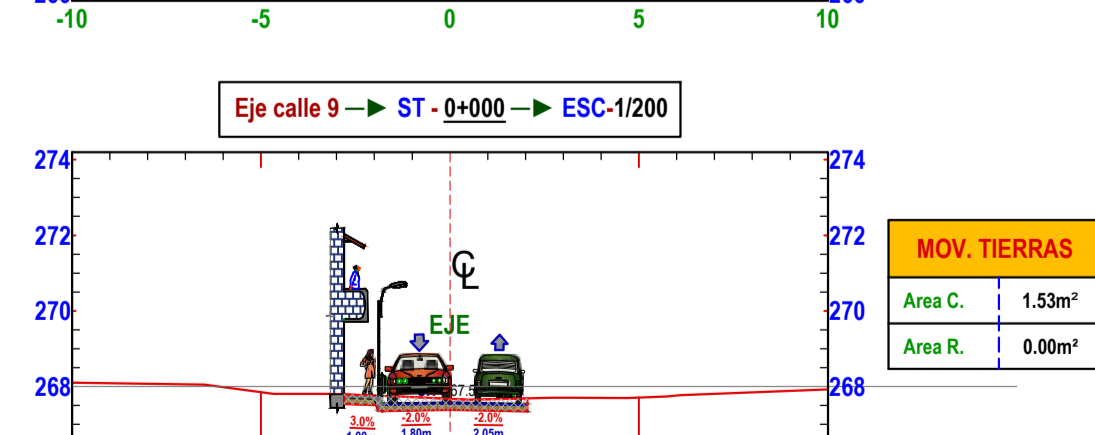 -10 -5 0 5 10
Eje calle 9 ST - 0+000 ESC-1/200
274 274
272 272
MOV. TIERRAS
CL
Area C. 1.53m²
270 270
EJE
Area R. 0.00m²
268 268
3.0% -2.0% -2.0%
1.80m 2.05m